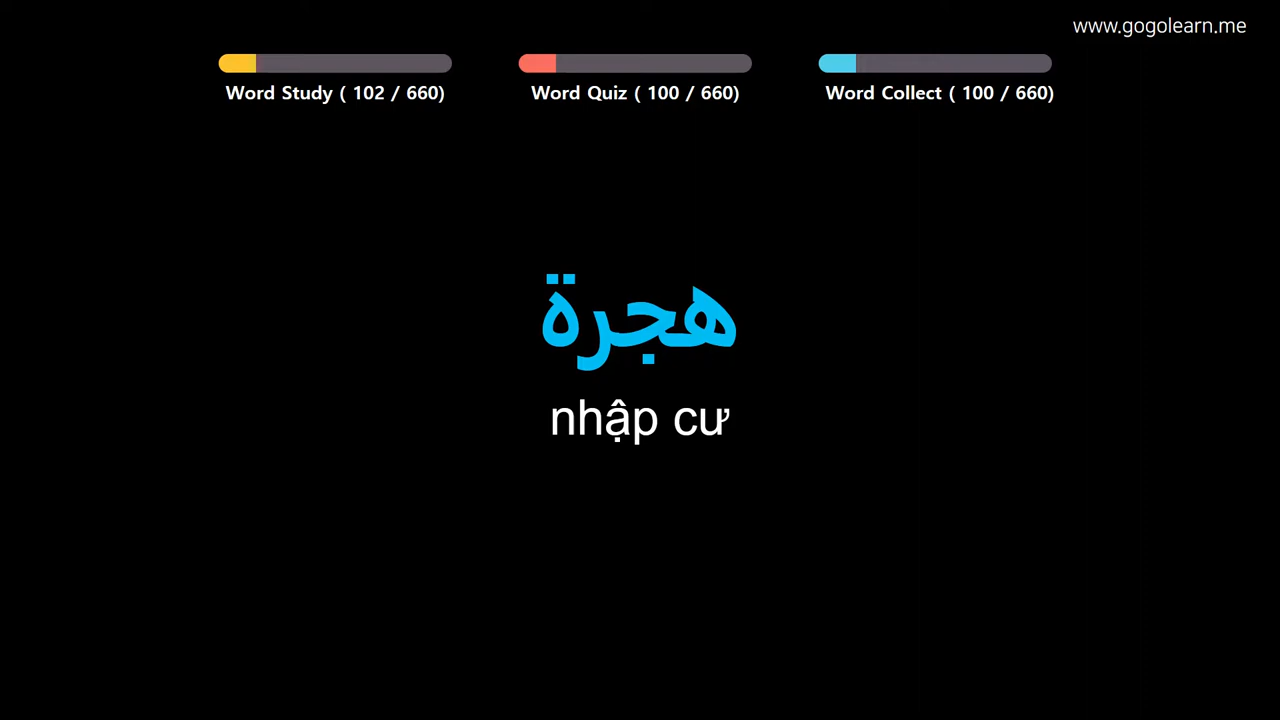 www.gogolearn.me
Word Study ( 102 / 660)
Word Quiz ( 100 / 660)
Word Collect ( 100 / 660)
هجرة
nhập cư